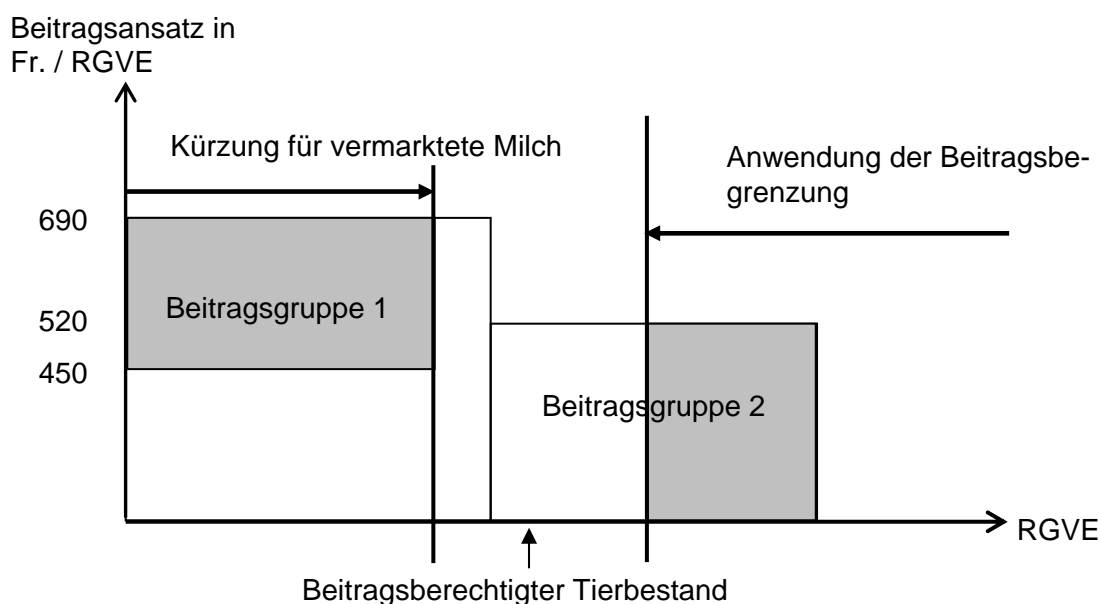 Beitragsansatz in
Fr. / RGVE
Kürzung für vermarktete Milch
Anwendung der Beitragsbe-
grenzung
690
Beitragsgruppe 1
520
450
Beitragsgruppe 2
RGVE
Beitragsberechtigter Tierbestand